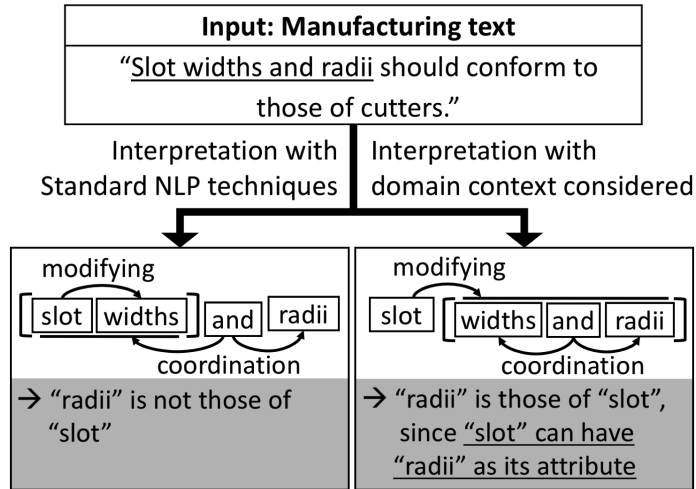 Input: Manufacturing text
“Slot widths and radii should conform to
those of cutters.”
Interpretation with
Standard NLP techniques
Interpretation with
domain context considered
modifying
slot widths and radii
coordination
→ “radii” is not those of
“slot”
modifying
slot widths and radii
coordination
→ “radii” is those of “slot”,
since “slot” can have
“radii” as its attribute